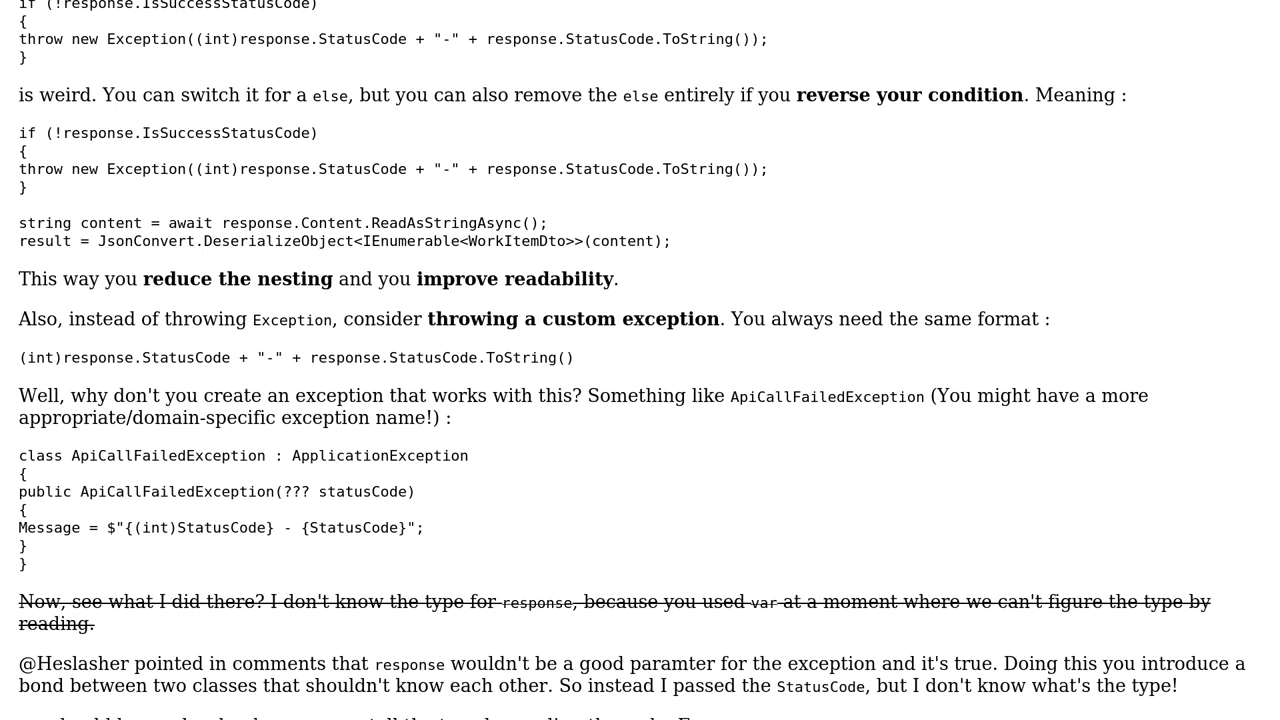 if (!response.IsSuccessStatusCode)
{
throw new Exception((int)response.StatusCode + "-" + response.StatusCode.ToString());
}
is weird. You can switch it for a else, but you can also remove the else entirely if you reverse your condition. Meaning :
if (!response.IsSuccessStatusCode)
{
throw new Exception((int)response.StatusCode + "-" + response.StatusCode.ToString());
}
string content = await response.Content.ReadAsStringAsync();
result = JsonConvert.DeserializeObject<IEnumerable<WorkItemDto>>(content);
This way you reduce the nesting and you improve readability.
Also, instead of throwing Exception, consider throwing a custom exception. You always need the same format :
(int)response.StatusCode + "-" + response.StatusCode.ToString()
Well, why don't you create an exception that works with this? Something like ApiCallFailedException (You might have a more
appropriate/domain-specific exception name!) :
class ApiCallFailedException : ApplicationException
{
public ApiCallFailedException(??? statusCode)
{
Message = $"{(int)StatusCode} - {StatusCode}";
}
}
Now, see what I did there? I don't know the type for response, because you used var at a moment where we can't figure the type by
reading.
@Heslasher pointed in comments that response wouldn't be a good paramter for the exception and it's true. Doing this you introduce a
bond between two classes that shouldn't know each other. So instead I passed the StatusCode, but I don't know what's the type!